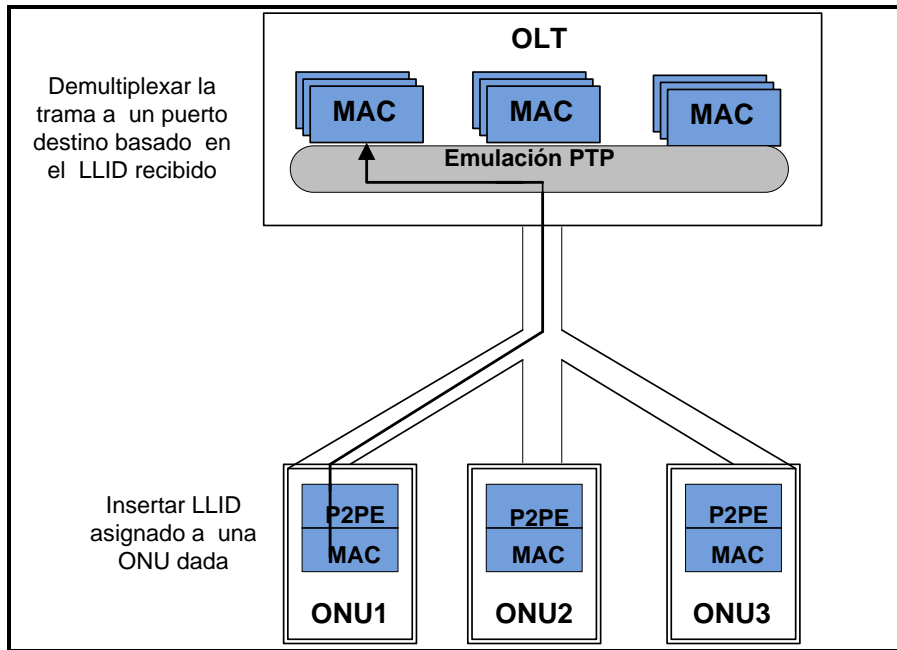 OLT
Demultiplexar la
trama a un puerto
destino basado en
el LLID recibido
MAC
MAC
MAC
Emulación PTP
Insertar LLID
asignado a una
ONU dada
P2PE
MAC
ONU1
P2PE
MAC
ONU2
P2PE
MAC
ONU3